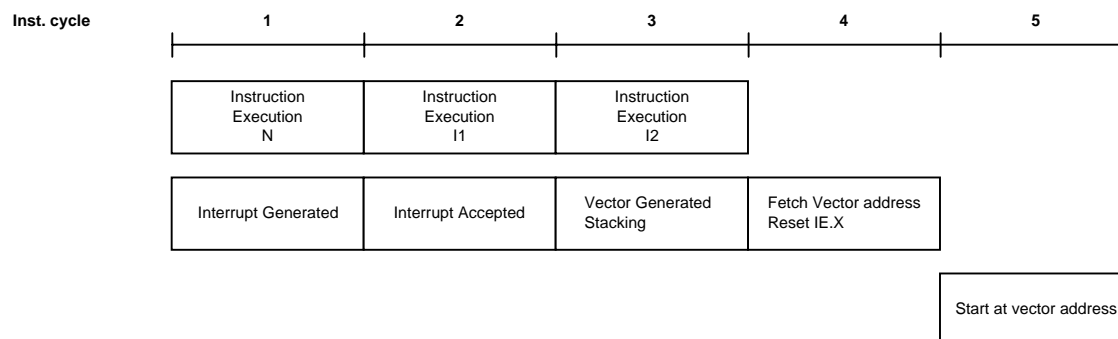 Inst. cycle 1 2 3 4 5
Instruction
Execution
N
Instruction
Execution
I1
Instruction
Execution
I2
Interrupt Generated
Interrupt Accepted
Vector Generated
Stacking
Fetch Vector address
Reset IE.X
Start at vector address